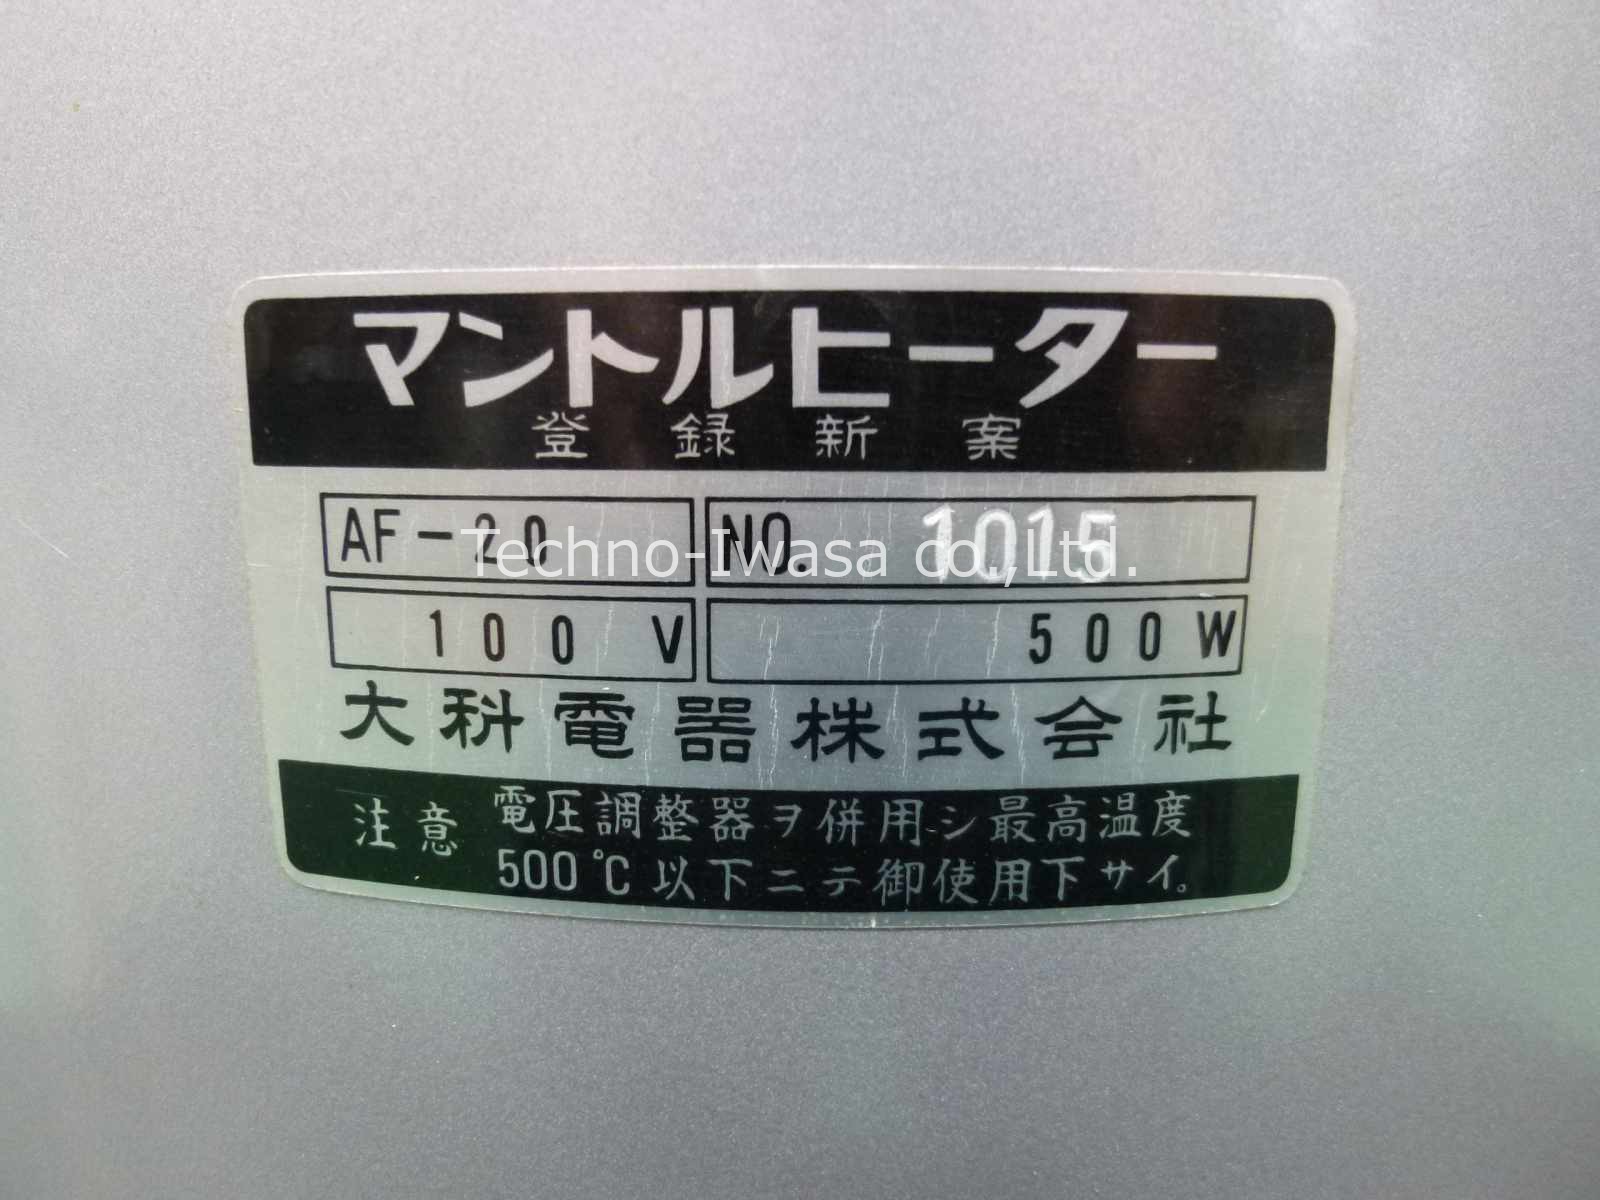 マントルヒーター
登録新案
AF-20 NO. 1015
Techno-Iwasa co.,Ltd.
100 V 500W
大科電器株式会社
注意 電圧調整器ヲ併用シ最高温度
500℃以下ニテ御使用下サイ。